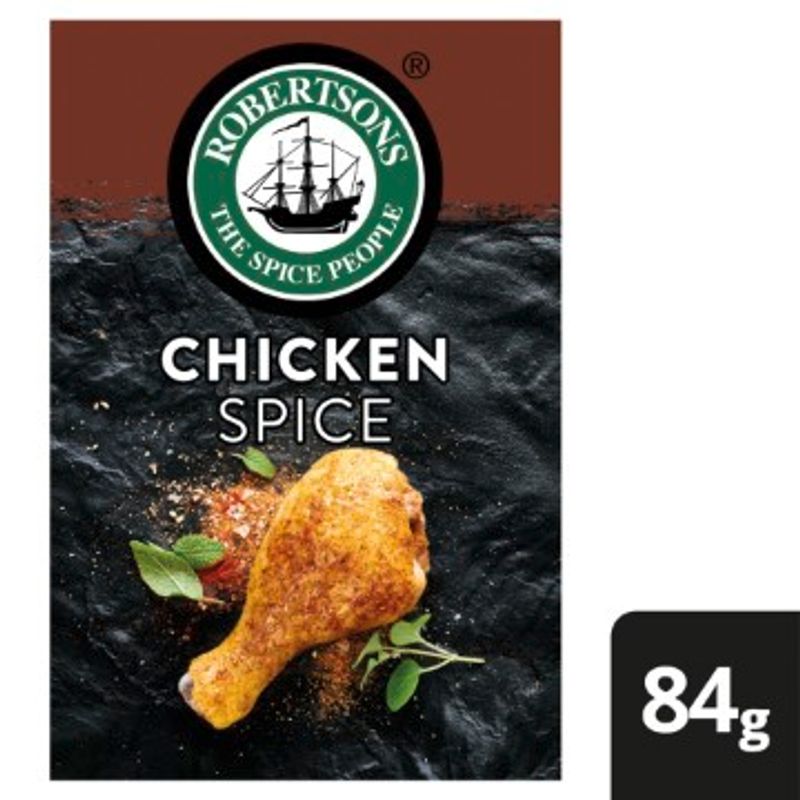 ROBERTSONS
®
THE SPICE PEOPLE
CHICKEN
SPICE
84g